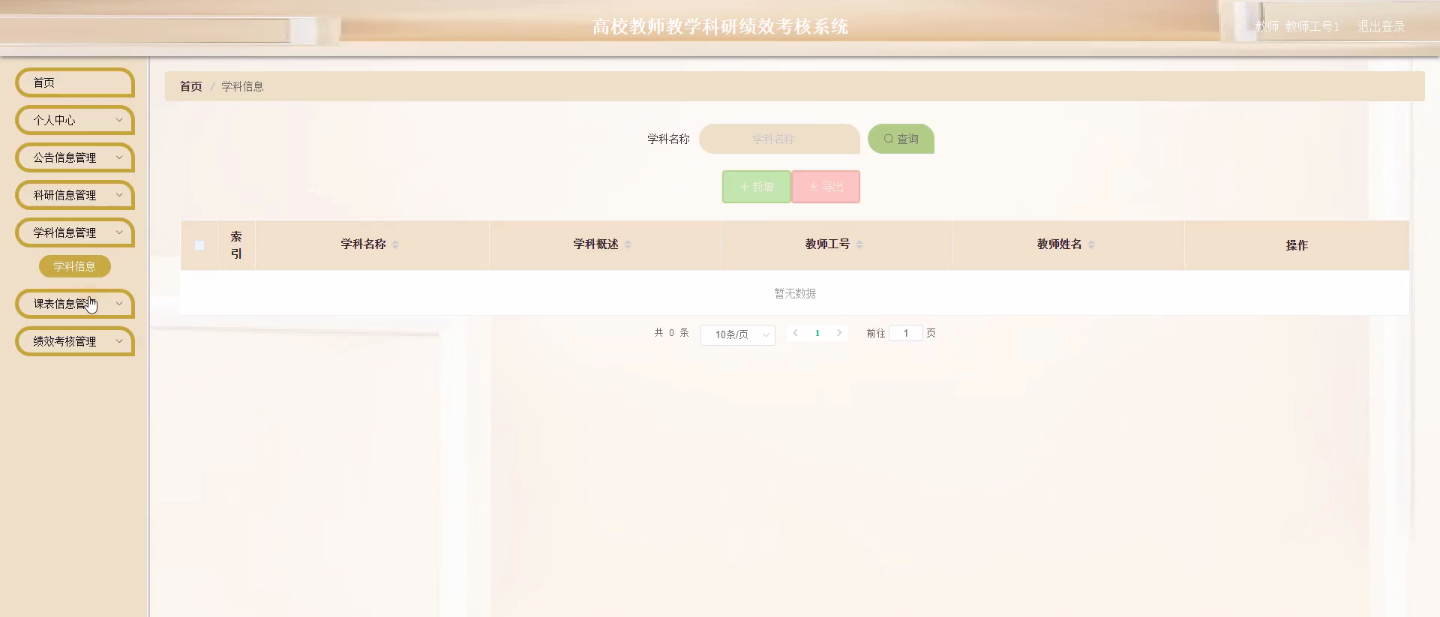 高校教师教学科研绩效考核系统
教师 教师工号1 退出登录
首页
个人中心
公告信息管理
科研信息管理
学科信息管理
学科信息
课表信息管理
绩效考核管理
首页 / 学科信息
学科名称 学科名称 查询
+ 新增 导出
索引 学科名称 学科概述 教师工号 教师姓名 操作
暂无数据
共 0 条 10条/页 1 前往 1 页